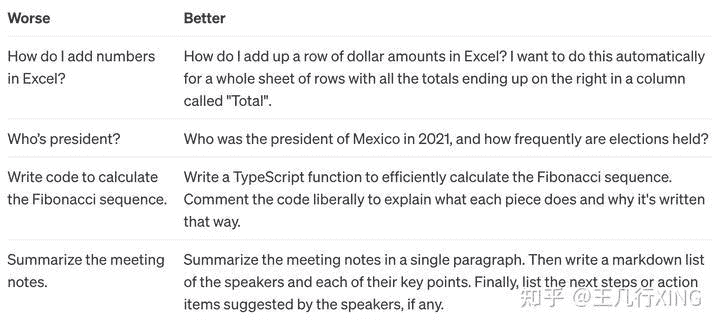 Worse Better
How do I add numbers
in Excel?
How do I add up a row of dollar amounts in Excel? I want to do this automatically
for a whole sheet of rows with all the totals ending up on the right in a column
called "Total".
Who’s president?
Who was the president of Mexico in 2021, and how frequently are elections held?
Write code to calculate
the Fibonacci sequence.
Write a TypeScript function to efficiently calculate the Fibonacci sequence.
Comment the code liberally to explain what each piece does and why it's written
that way.
Summarize the meeting
notes.
Summarize the meeting notes in a single paragraph. Then write a markdown list
of the speakers and each of their key points. Finally, list the next steps or action
items suggested by the speakers, if any.
知乎 @王几行XING